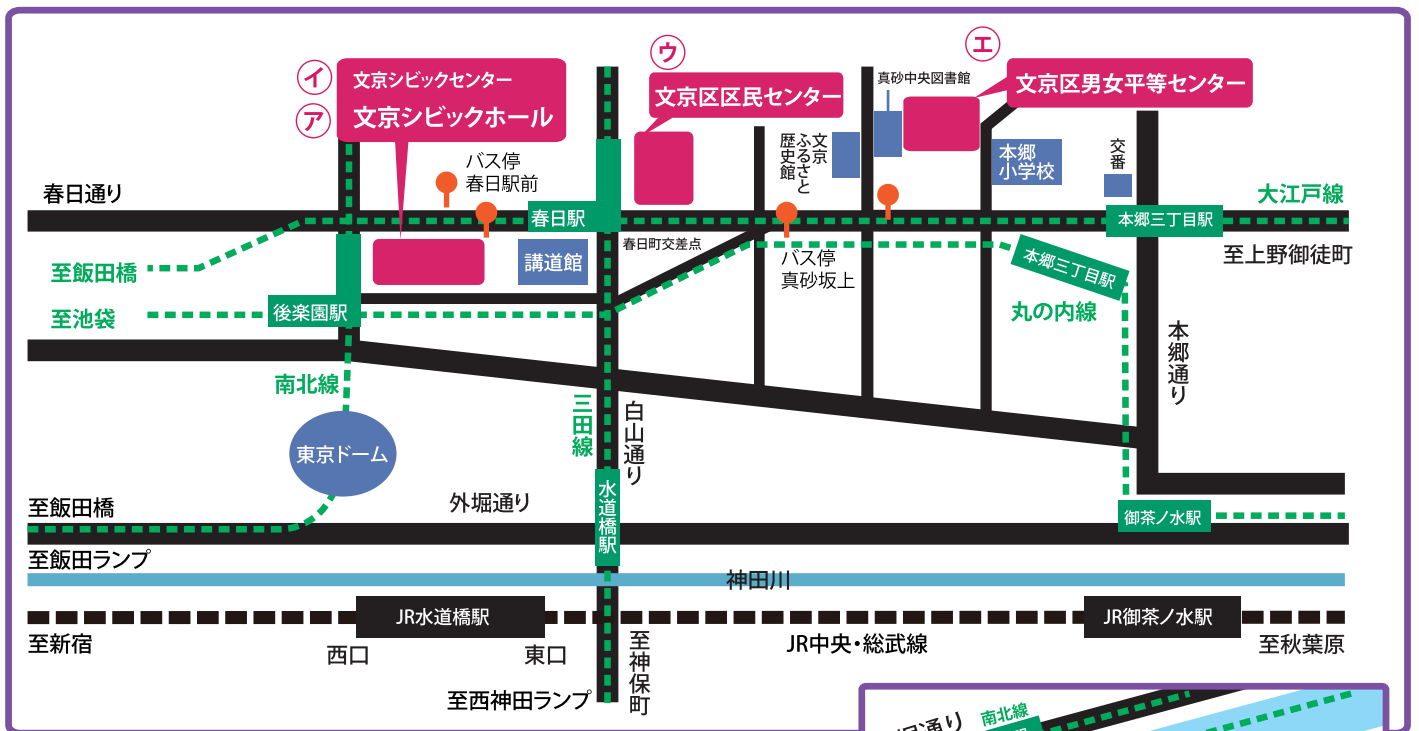 イ
文京シビックセンター
ア
文京シビックホール
ウ
文京区区民センター
エ
文京区男女平等センター
真砂中央図書館
文京
ふるさと
歴史館
本郷
小学校
交番
バス停
春日駅前
春日通り
春日駅
大江戸線
本郷三丁目駅
至上野御徒町
講道館
春日町交差点
バス停
真砂坂上
本郷三丁目駅
丸の内線
至飯田橋
至池袋
後楽園駅
本郷通り
南北線
三田線
白山通り
東京ドーム
水道橋駅
外堀通り
至飯田橋
御茶ノ水駅
至飯田ランプ
神田川
JR水道橋駅
JR御茶ノ水駅
至新宿
西口
東口
至神保町
JR中央・総武線
至秋葉原
至西神田ランプ
通り
南北線